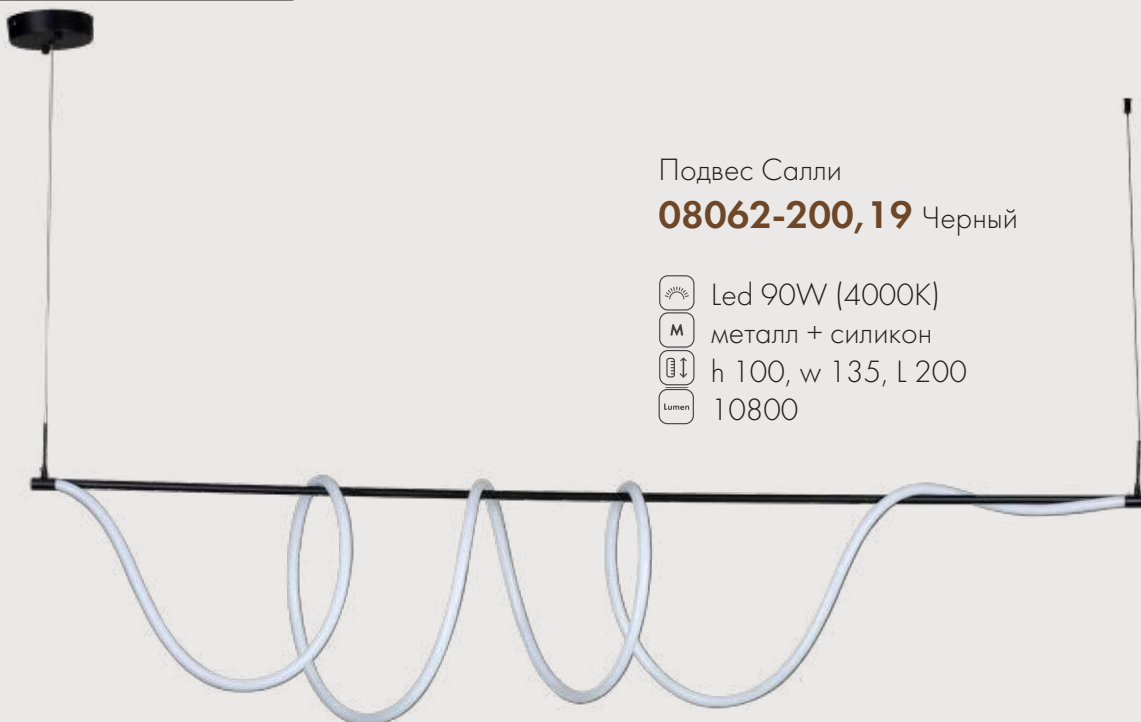 Подвес Салли
08062-200,19 Черный
Led 90W (4000K)
M металл + силикон
h 100, w 135, L 200
Lumen 10800